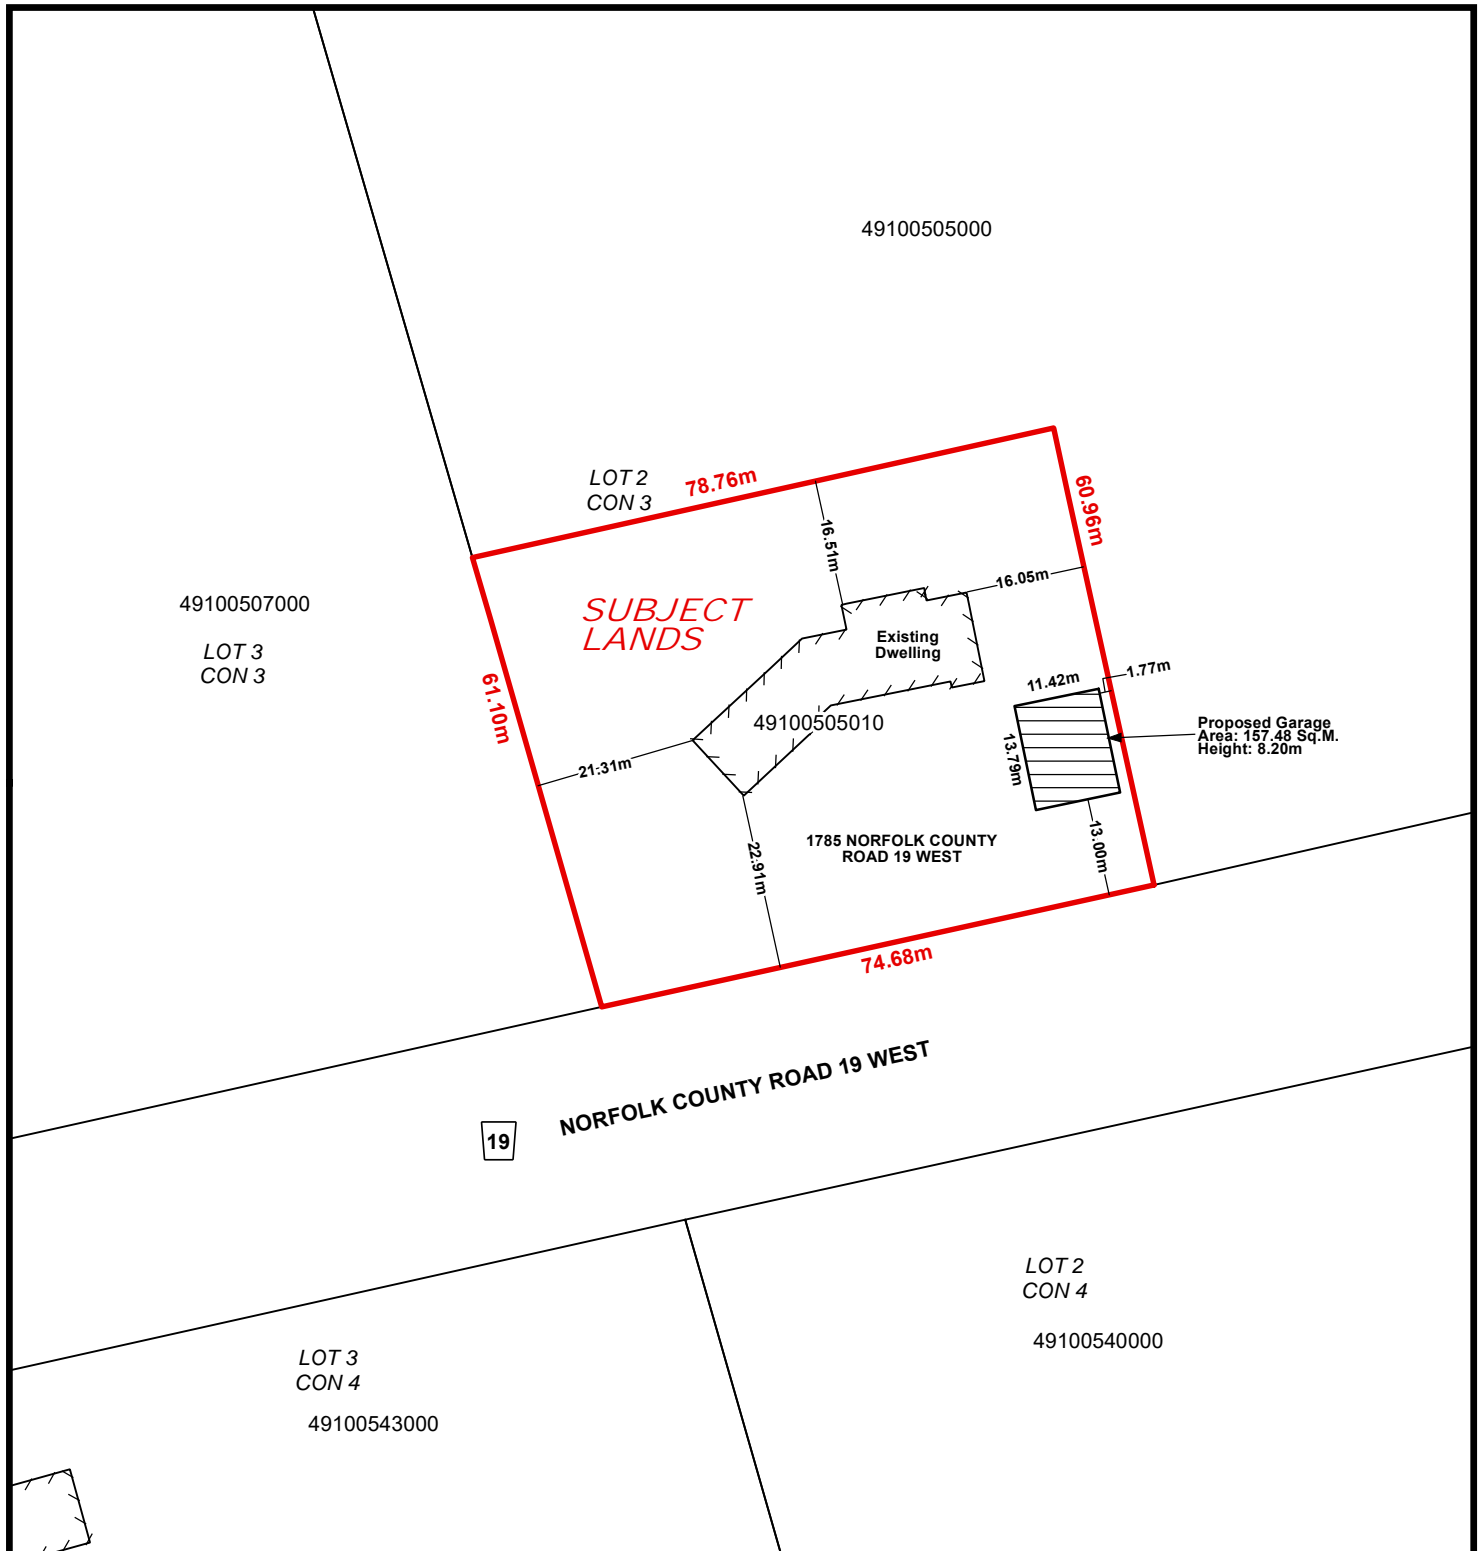 49100505000
LOT 2
CON 3
78.76m
60.96m
16.51m
16.05m
49100507000
LOT 3
CON 3
SUBJECT
LANDS
Existing
Dwelling
61.10m
11.42m
1.77m
49100505010
Proposed Garage
Area: 157.48 Sq.M.
Height: 8.20m
13.79m
21.31m
1785 NORFOLK COUNTY
ROAD 19 WEST
22.91m
13.00m
74.68m
NORFOLK COUNTY ROAD 19 WEST
19
LOT 2
CON 4
49100540000
LOT 3
CON 4
49100543000